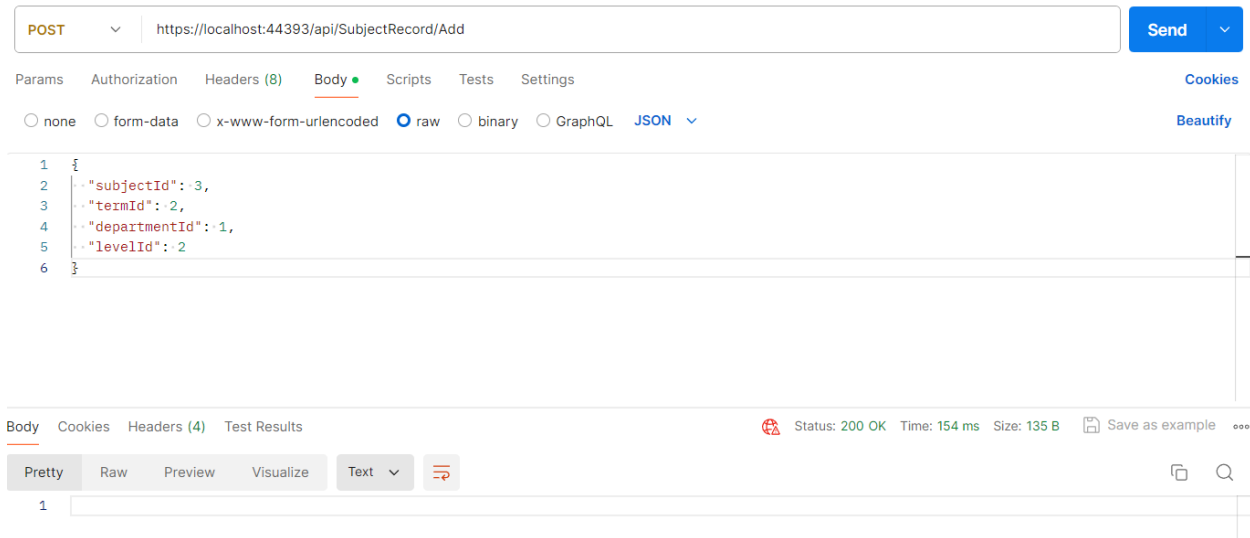 POST https://localhost:44393/api/SubjectRecord/Add Send
Params Authorization Headers (8) Body Scripts Tests Settings Cookies
none form-data x-www-form-urlencoded raw binary GraphQL JSON Beautify
1 {
2 "subjectId": 3,
3 "termId": 2,
4 "departmentId": 1,
5 "levelId": 2
6 }
Body Cookies Headers (4) Test Results Status: 200 OK Time: 154 ms Size: 135 B Save as example
Pretty Raw Preview Visualize Text
1